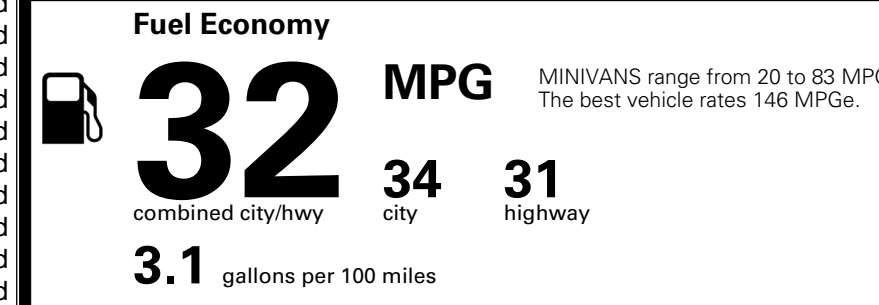 Fuel Economy
32
MPG
MINIVANS range from 20 to 83
The best vehicle rates 146 MPGe.
34
31
combined city/hwy
city
highway
3.1 gallons per 100 miles